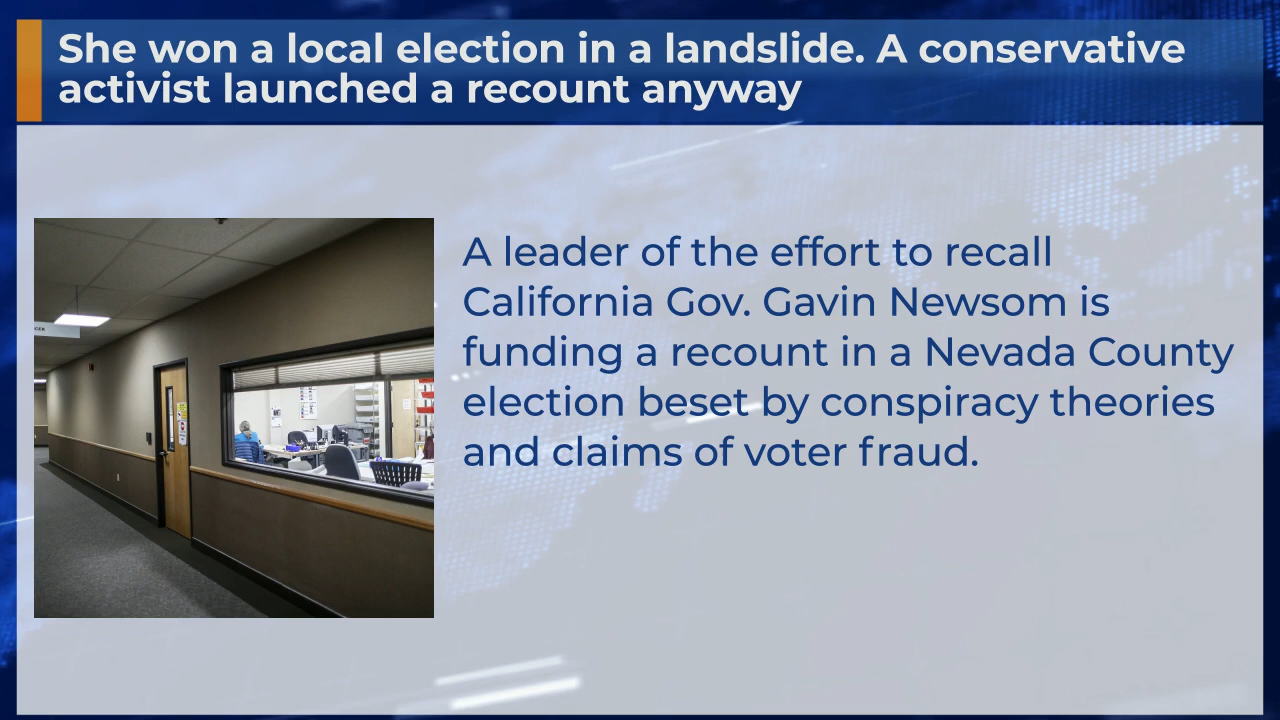 She won a local election in a landslide. A conservative
activist launched a recount anyway
A leader of the effort to recall
California Gov. Gavin Newsom is
funding a recount in a Nevada County
election beset by conspiracy theories
and claims of voter fraud.